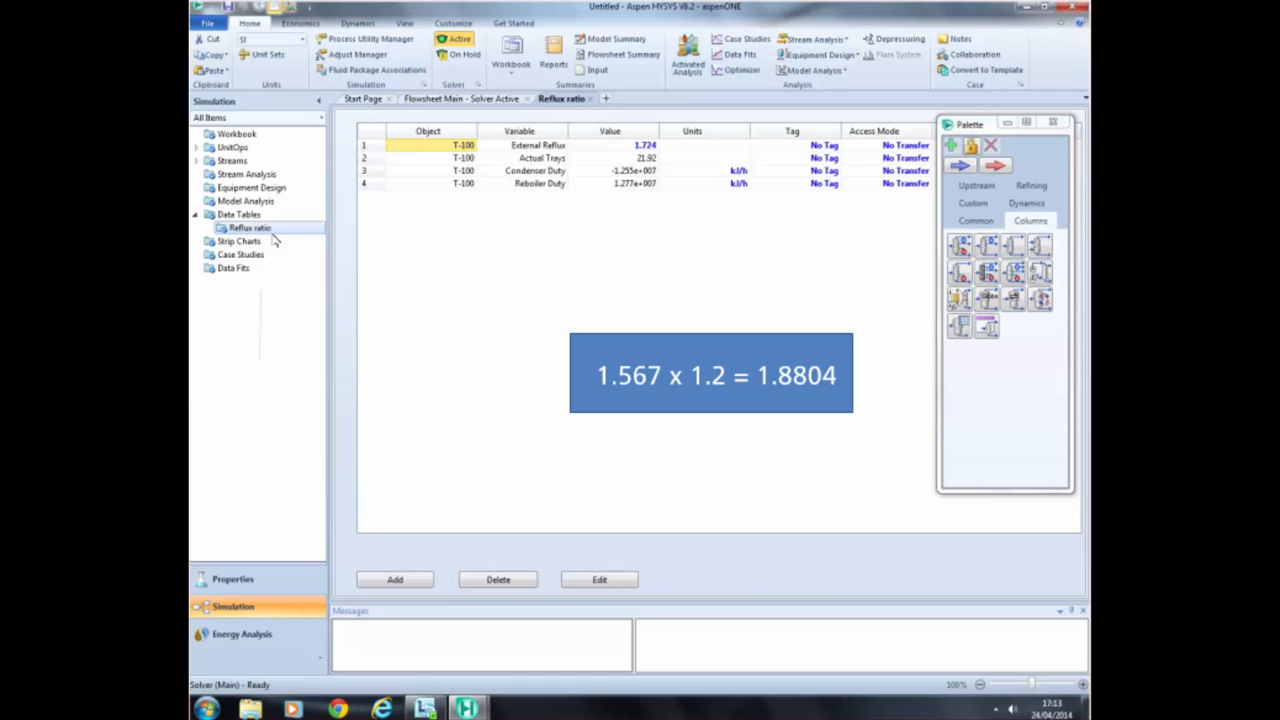 Untitled - Aspen HYSYS V8.2 - aspenONE
File Home Economics Dynamics View Customize Get Started
Cut SI Process Utility Manager Active Model Summary Case Studies Stream Analysis Depressuring Notes
Copy Unit Sets Adjust Manager On Hold Workbook Reports Flowsheet Summary Activated Analysis Data Fits Equipment Design Flare System Collaboration
Paste Fluid Package Associations Input Optimizer Model Analysis Convert to Template
Clipboard Units Simulation Solver Summaries Analysis Case
Simulation Start Page Flowsheet Main - Solver Active Reflux ratio
All Items
Workbook
UnitOps
Streams
Stream Analysis
Equipment Design
Model Analysis
Data Tables
Reflux ratio
Strip Charts
Case Studies
Data Fits
Properties
Simulation
Energy Analysis
Object Variable Value Units Tag Access Mode
1 T-100 External Reflux 1.724 No Tag No Transfer
2 T-100 Actual Trays 21.92 No Tag No Transfer
3 T-100 Condenser Duty -1.255e+007 kJ/h No Tag No Transfer
4 T-100 Reboiler Duty 1.277e+007 kJ/h No Tag No Transfer
Palette
Upstream Refining
Custom Dynamics
Common Columns
1.567 x 1.2 = 1.8804
Add Delete Edit
Messages
Solver (Main) - Ready 100%
17:13
24/04/2014